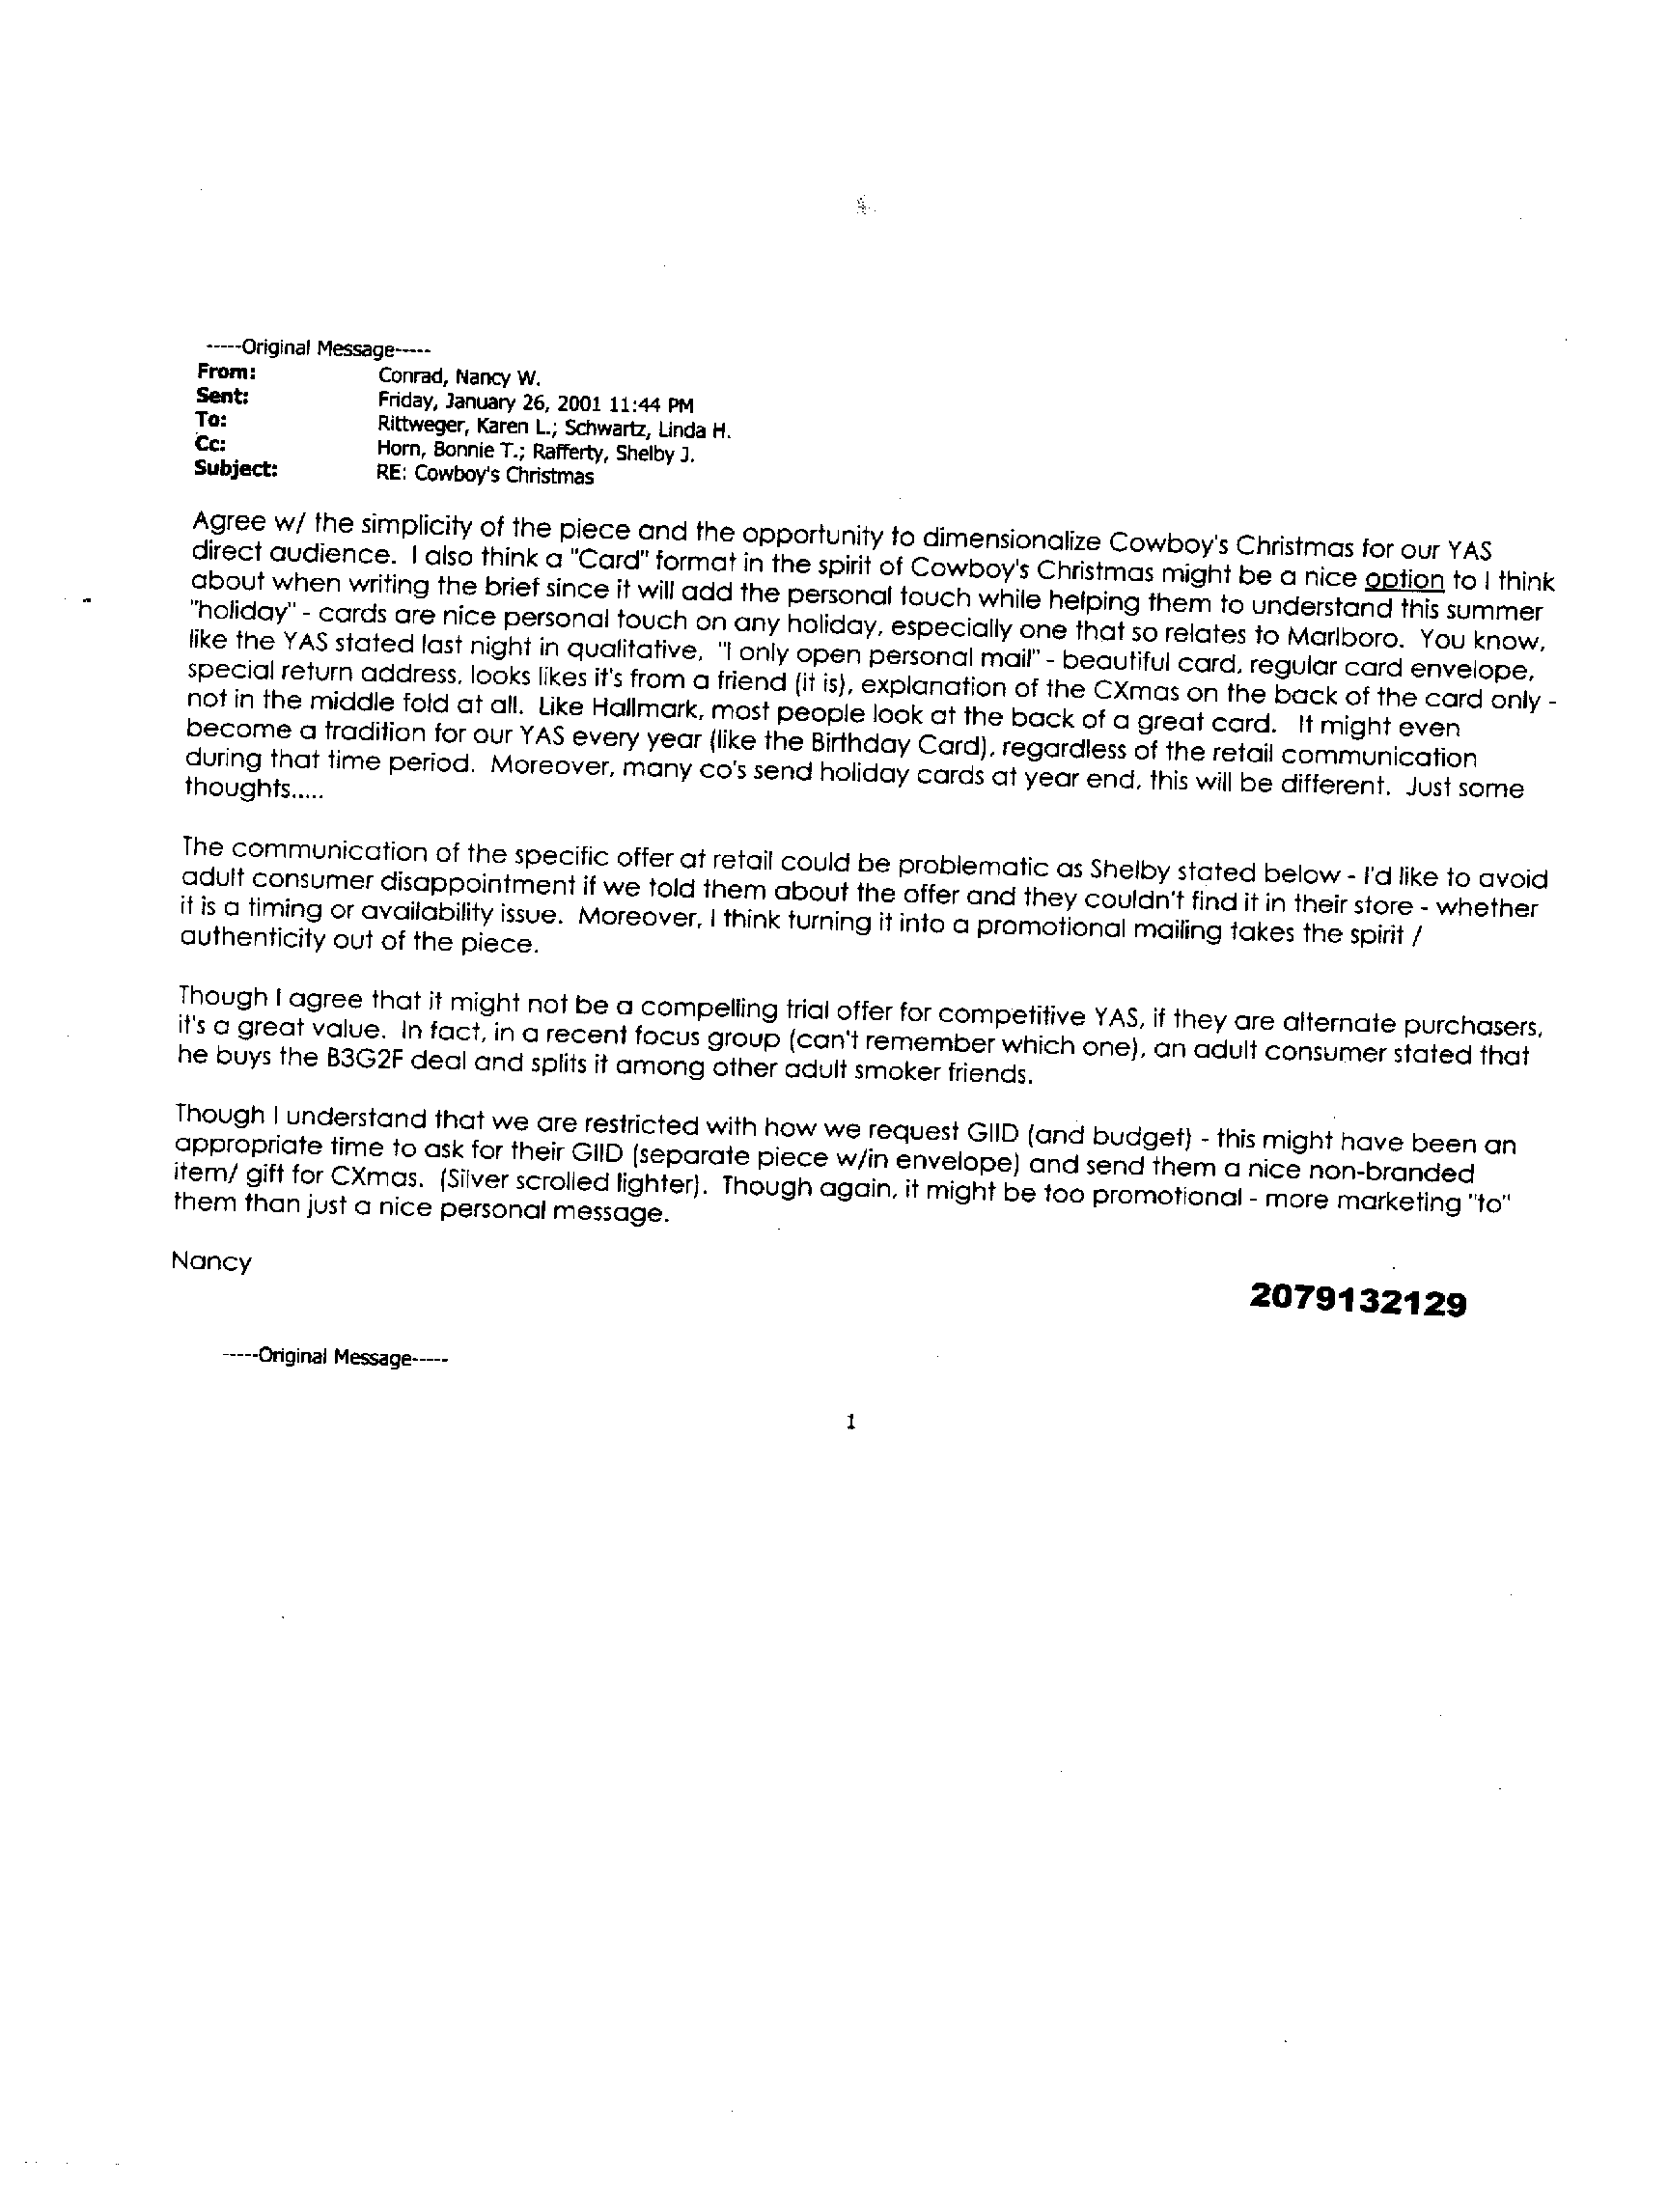 -----Original Message-----
From: Conrad, Nancy W.
Sent: Friday, January 26, 2001 11:44 PM
To: Rittweger, Karen L.; Schwartz, Linda H.
Cc: Horn, Bonnie T.; Rafferty, Shelby J.
Subject: RE: Cowboy's Christmas
Agree w/ the simplicity of the piece and the opportunity to dimensionalize Cowboy's Christmas for our YAS
direct audience. I also think a "Card" format in the spirit of Cowboy's Christmas might be a nice option to I think
about when writing the brief since it will add the personal touch while helping them to understand this summer
"holiday" - cards are nice personal touch on any holiday, especially one that so relates to Marlboro. You know,
like the YAS stated last night in qualitative, "I only open personal mail" - beautiful card, regular card envelope,
special return address, looks likes it's from a friend (it is), explanation of the CXmas on the back of the card only -
not in the middle fold at all. Like Hallmark, most people look at the back of a great card. It might even
become a tradition for our YAS every year (like the Birthday Card), regardless of the retail communication
during that time period. Moreover, many co's send holiday cards at year end, this will be different. Just some
thoughts.....
The communication of the specific offer at retail could be problematic as Shelby stated below - I'd like to avoid
adult consumer disappointment if we told them about the offer and they couldn't find it in their store - whether
it is a timing or availability issue. Moreover, I think turning it into a promotional mailing takes the spirit /
authenticity out of the piece.
Though I agree that it might not be a compelling trial offer for competitive YAS, if they are alternate purchasers,
it's a great value. In fact, in a recent focus group (can't remember which one), an adult consumer stated that
he buys the B3G2F deal and splits it among other adult smoker friends.
Though I understand that we are restricted with how we request GIID (and budget) - this might have been an
appropriate time to ask for their GIID (separate piece w/in envelope) and send them a nice non-branded
item/ gift for CXmas. (Silver scrolled lighter). Though again, it might be too promotional - more marketing "to"
them than just a nice personal message.
Nancy
2079132129
-----Original Message-----
1